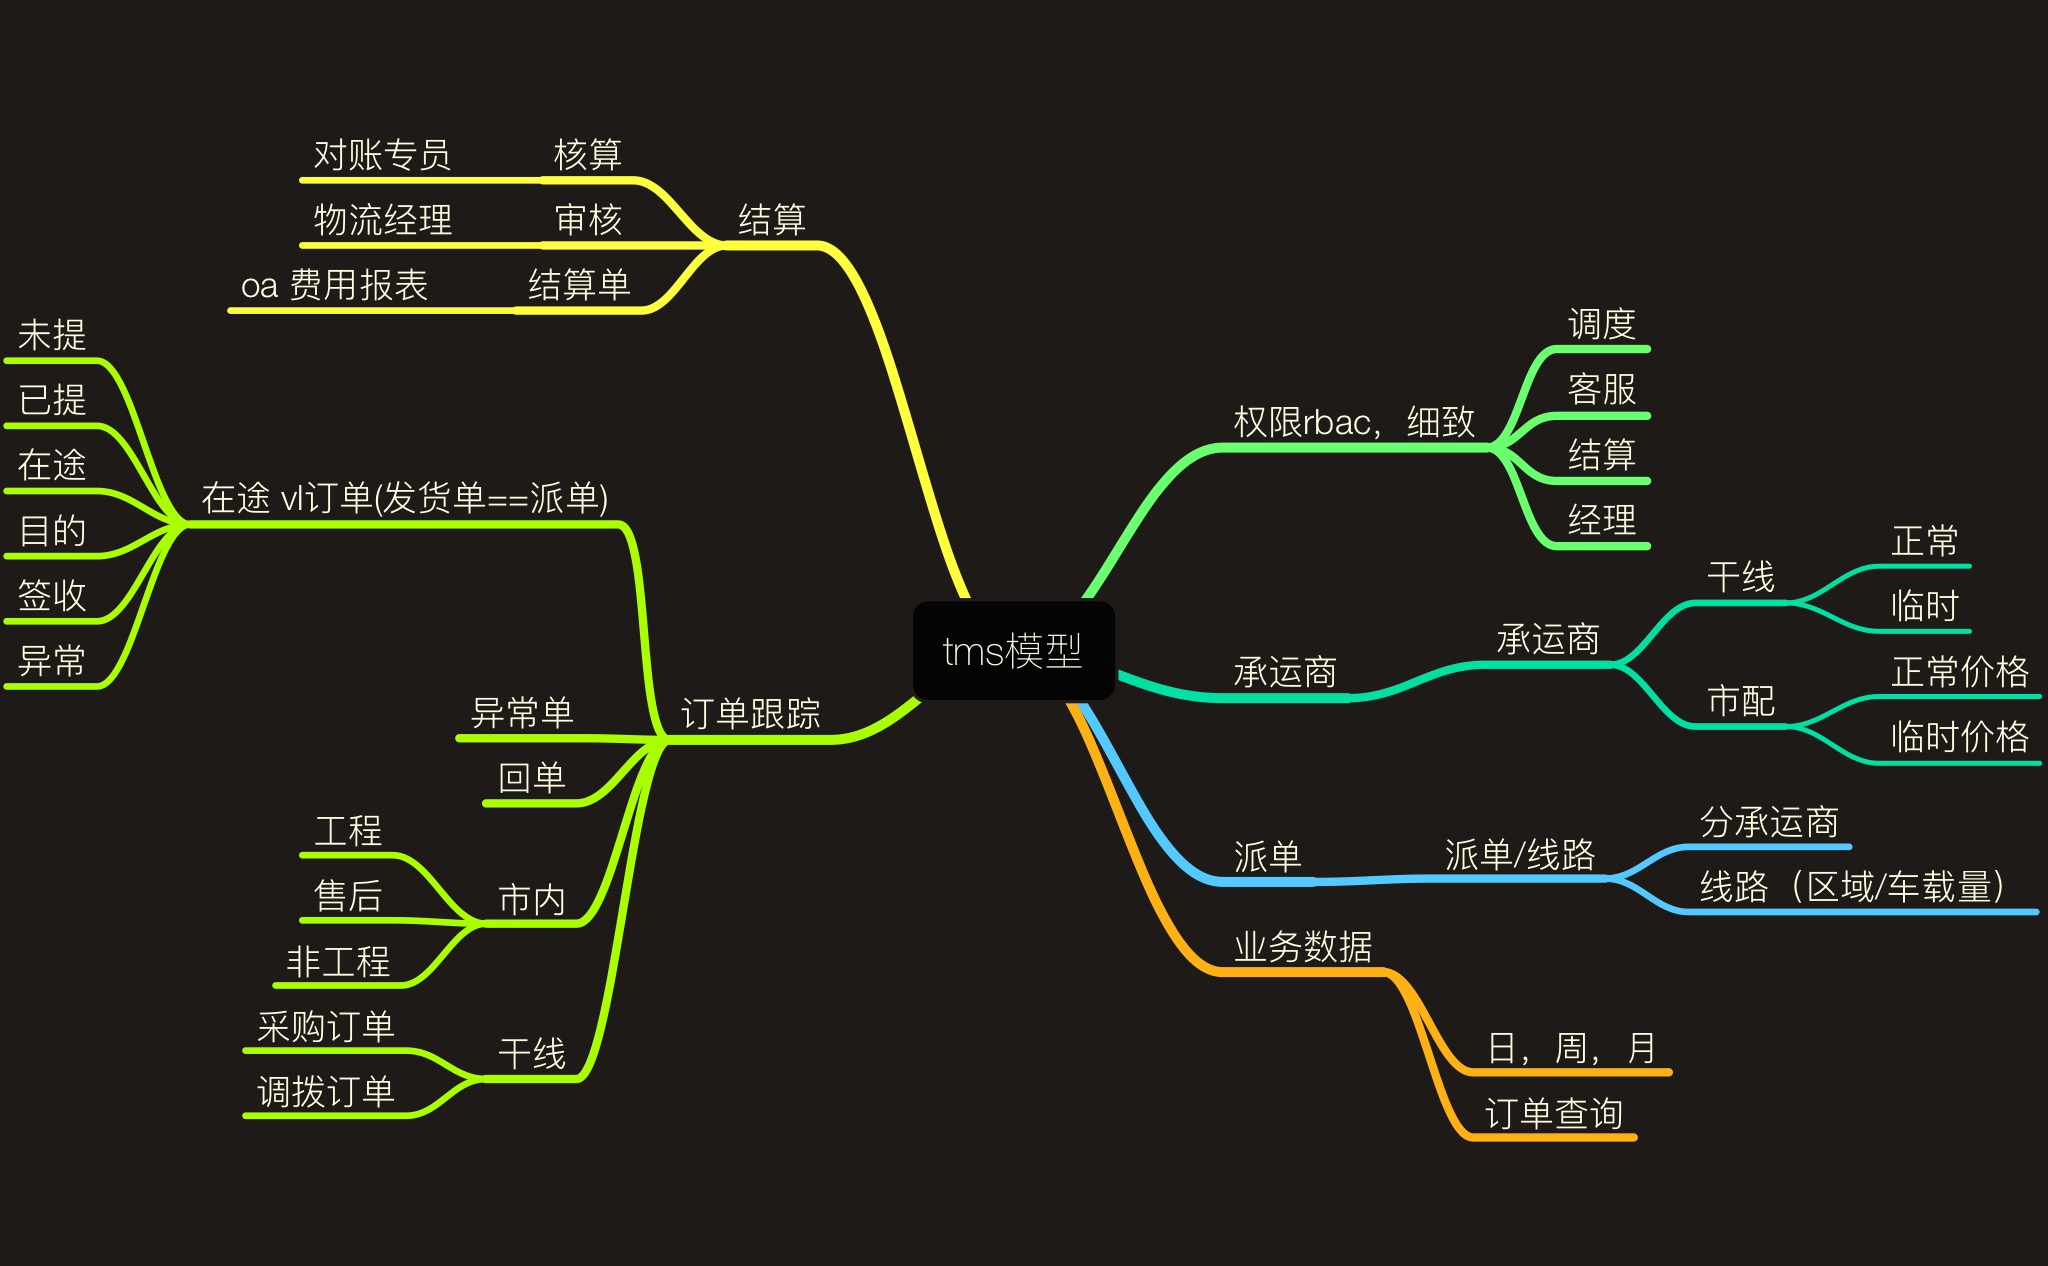 tms模型
权限rbac，细致
调度
客服
结算
经理
承运商
承运商
干线
正常
临时
市配
正常价格
临时价格
派单
派单/线路
分承运商
线路（区域/车载量）
业务数据
日，周，月
订单查询
结算
核算
对账专员
审核
物流经理
结算单
oa 费用报表
订单跟踪
在途 vl订单(发货单==派单)
未提
已提
在途
目的
签收
异常
异常单
回单
市内
工程
售后
非工程
干线
采购订单
调拨订单